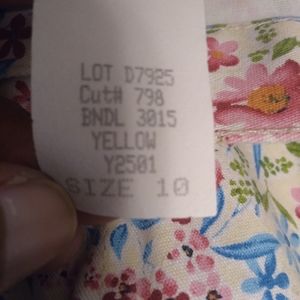 LOT D7925
Cut# 798
BNDL 3015
YELLOW
Y2501
SIZE 10